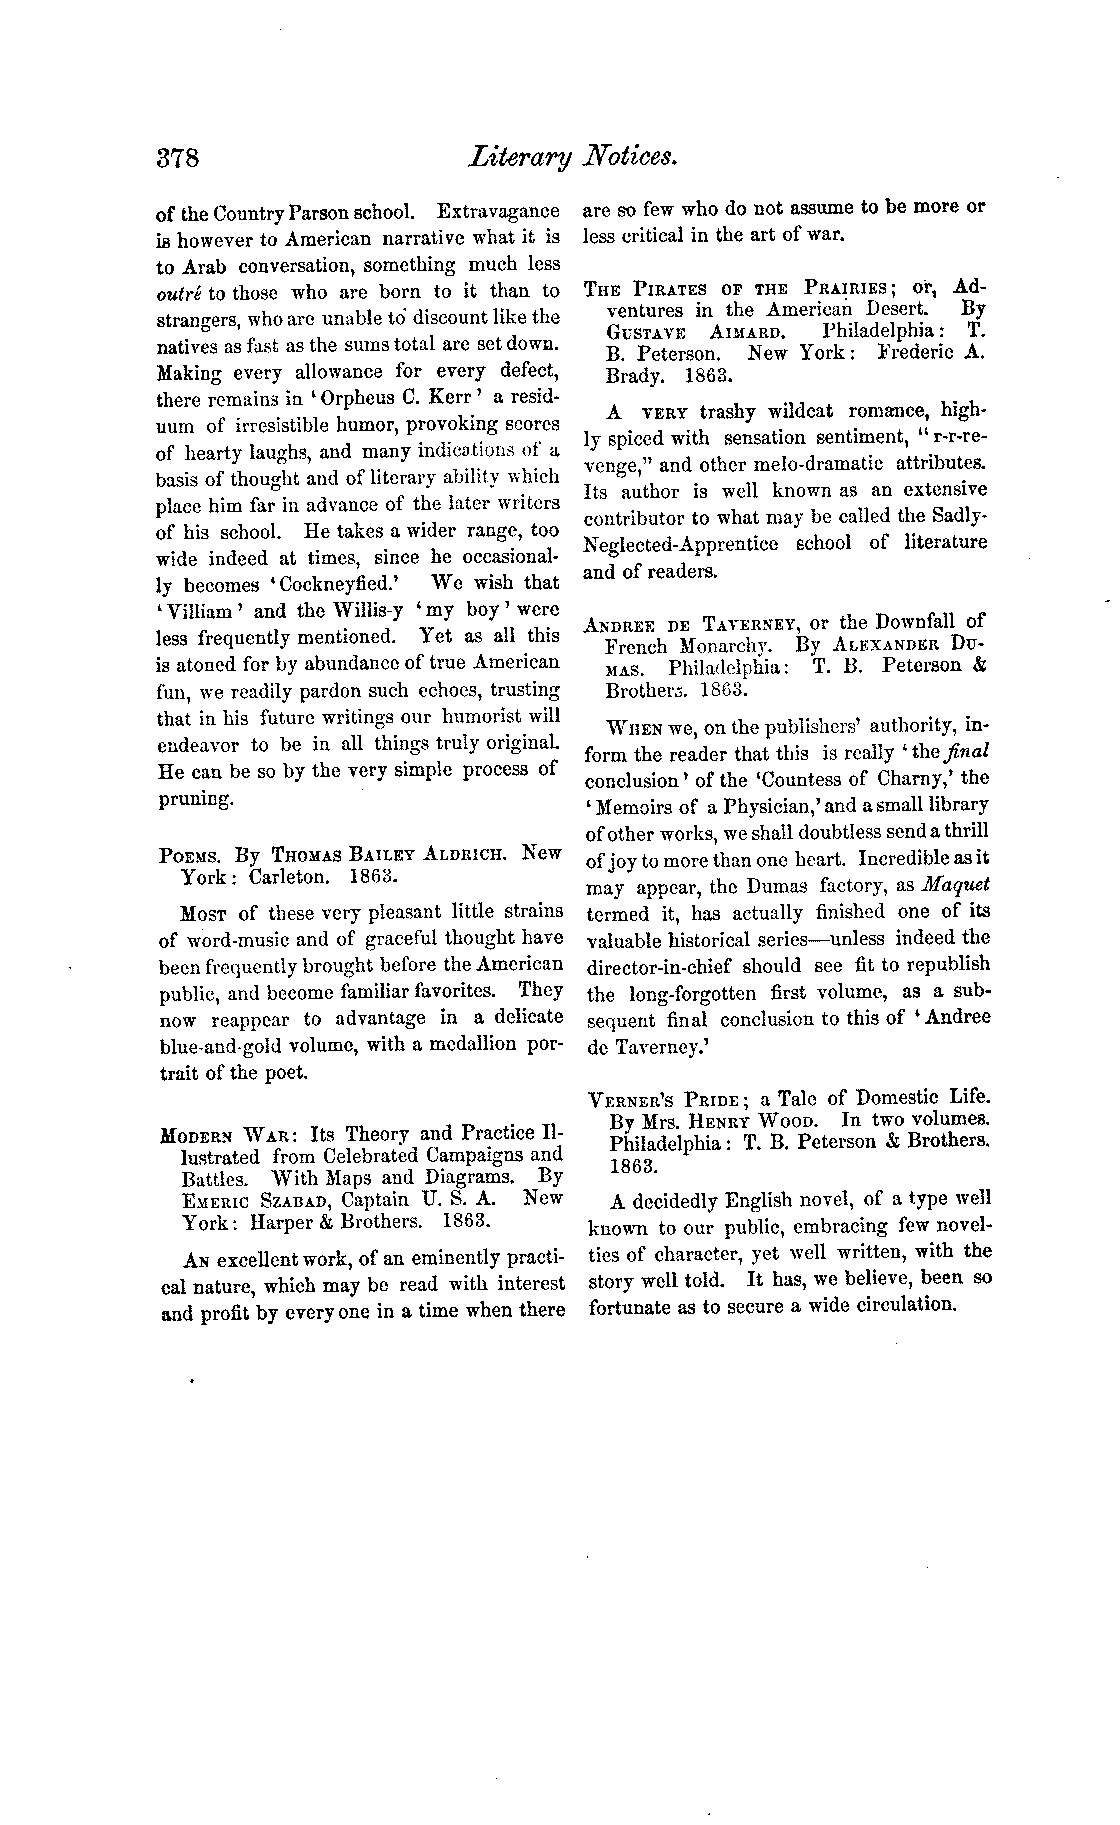 378 Literary Notices.
of the Country Parson school. Extravagance
is however to American narrative what it is
to Arab conversation, something much less
outré to those who are born to it than to
strangers, who are unable to discount like the
natives as fast as the sums total are set down.
Making every allowance for every defect,
there remains in ‘Orpheus C. Kerr’ a resid-
uum of irresistible humor, provoking scores
of hearty laughs, and many indications of a
basis of thought and of literary ability which
place him far in advance of the later writers
of his school. He takes a wider range, too
wide indeed at times, since he occasional-
ly becomes ‘Cockneyfied.’ We wish that
‘Villiam’ and the Willis-y ‘my boy’ were
less frequently mentioned. Yet as all this
is atoned for by abundance of true American
fun, we readily pardon such echoes, trusting
that in his future writings our humorist will
endeavor to be in all things truly original.
He can be so by the very simple process of
pruning.
POEMS. By THOMAS BAILEY ALDRICH. New
York: Carleton. 1863.
MOST of these very pleasant little strains
of word-music and of graceful thought have
been frequently brought before the American
public, and become familiar favorites. They
now reappear to advantage in a delicate
blue-and-gold volume, with a medallion por-
trait of the poet.
MODERN WAR: Its Theory and Practice Il-
lustrated from Celebrated Campaigns and
Battles. With Maps and Diagrams. By
EMERIC SZABAD, Captain U. S. A. New
York: Harper & Brothers. 1863.
AN excellent work, of an eminently practi-
cal nature, which may be read with interest
and profit by every one in a time when there
are so few who do not assume to be more or
less critical in the art of war.
THE PIRATES OF THE PRAIRIES; or, Ad-
ventures in the American Desert. By
GUSTAVE AIMARD. Philadelphia: T.
B. Peterson. New York: Frederic A.
Brady. 1863.
A VERY trashy wildcat romance, high-
ly spiced with sensation sentiment, “r-r-re-
venge,” and other melo-dramatic attributes.
Its author is well known as an extensive
contributor to what may be called the Sadly-
Neglected-Apprentice school of literature
and of readers.
ANDREE DE TAVERNEY, or the Downfall of
French Monarchy. By ALEXANDER DU-
MAS. Philadelphia: T. B. Peterson &
Brothers. 1863.
WHEN we, on the publishers’ authority, in-
form the reader that this is really ‘the final
conclusion’ of the ‘Countess of Charny,’ the
‘Memoirs of a Physician,’ and a small library
of other works, we shall doubtless send a thrill
of joy to more than one heart. Incredible as it
may appear, the Dumas factory, as Maquet
termed it, has actually finished one of its
valuable historical series—unless indeed the
director-in-chief should see fit to republish
the long-forgotten first volume, as a sub-
sequent final conclusion to this of ‘Andree
de Taverney.’
VERNER’S PRIDE; a Tale of Domestic Life.
By Mrs. HENRY WOOD. In two volumes.
Philadelphia: T. B. Peterson & Brothers.
1863.
A decidedly English novel, of a type well
known to our public, embracing few novel-
ties of character, yet well written, with the
story well told. It has, we believe, been so
fortunate as to secure a wide circulation.